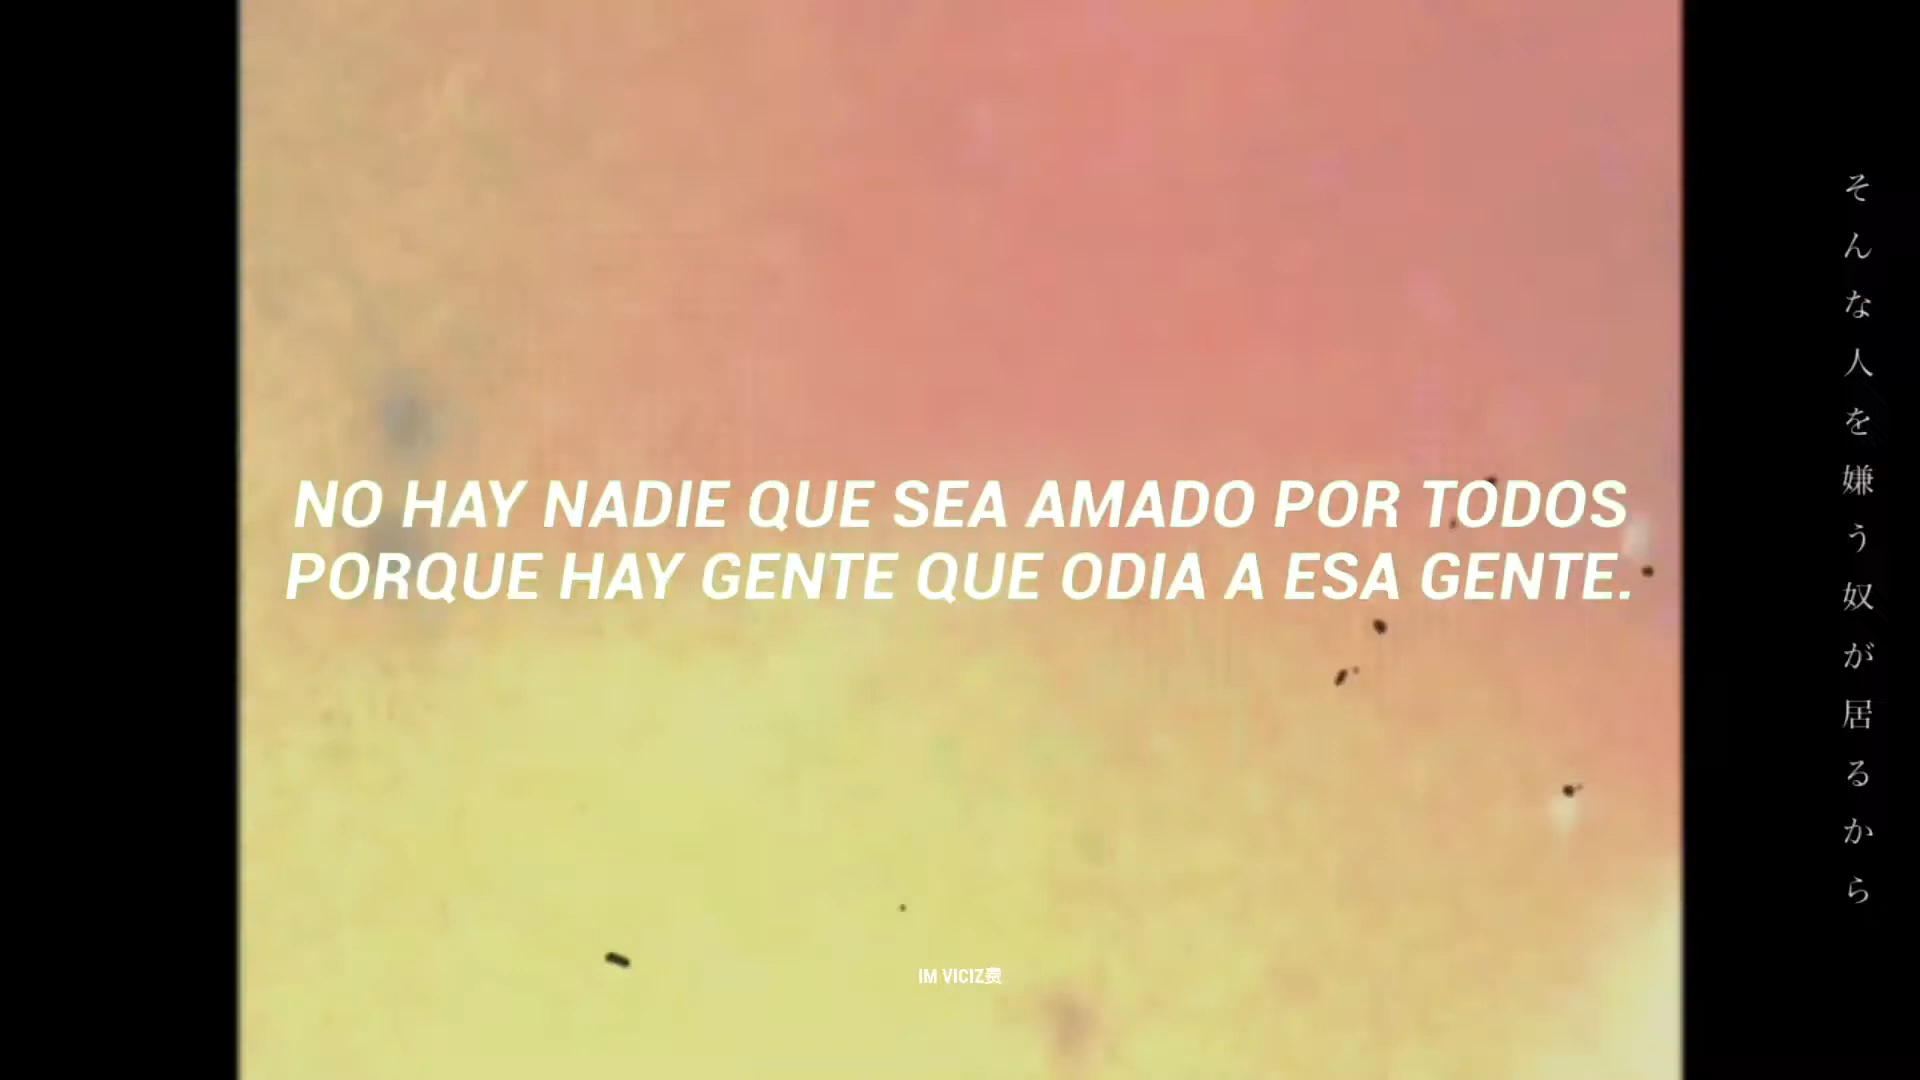 NO HAY NADIE QUE SEA AMADO POR TODOS
PORQUE HAY GENTE QUE ODIA A ESA GENTE.
そんな人を嫌う奴が居るから
IM VICIZ